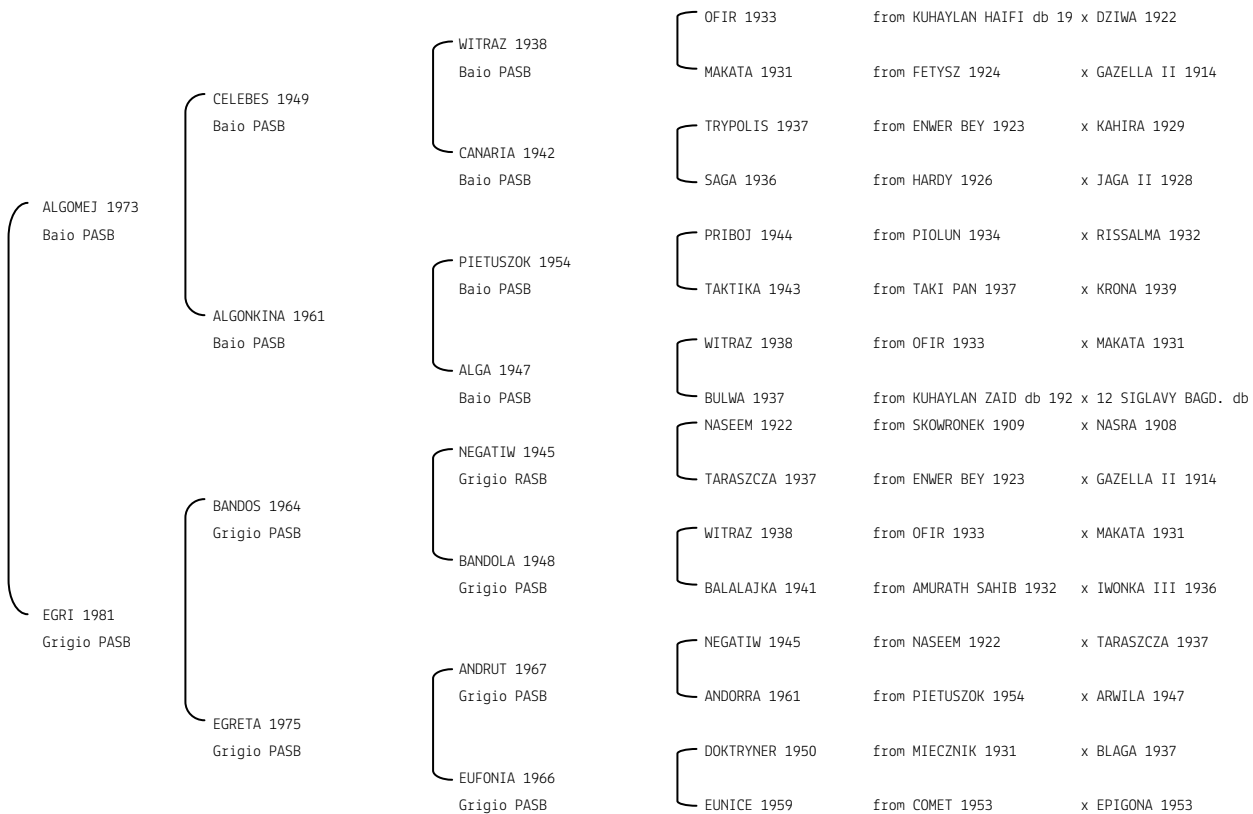 OFIR 1933 from KUHAYLAN HAIFI db 19 x DZIWA 1922
WITRAZ 1938
Baio PASB MAKATA 1931 from FETYSZ 1924 x GAZELLA II 1914
CELEBES 1949
Baio PASB TRYPOLIS 1937 from ENWER BEY 1923 x KAHIRA 1929
CANARIA 1942
Baio PASB SAGA 1936 from HARDY 1926 x JAGA II 1928
ALGOMEJ 1973
Baio PASB PRIBOJ 1944 from PIOLUN 1934 x RISSALMA 1932
PIETUSZOK 1954
Baio PASB TAKTIKA 1943 from TAKI PAN 1937 x KRONA 1939
ALGONKINA 1961
Baio PASB WITRAZ 1938 from OFIR 1933 x MAKATA 1931
ALGA 1947
Baio PASB BULWA 1937 from KUHAYLAN ZAID db 192 x 12 SIGLAVY BAGD. db
NASEEM 1922 from SKOWRONEK 1909 x NASRA 1908
NEGATIW 1945
Grigio RASB TARASZCZA 1937 from ENWER BEY 1923 x GAZELLA II 1914
BANDOS 1964
Grigio PASB WITRAZ 1938 from OFIR 1933 x MAKATA 1931
BANDOLA 1948
Grigio PASB BALALAJKA 1941 from AMURATH SAHIB 1932 x IWONKA III 1936
EGRI 1981
Grigio PASB NEGATIW 1945 from NASEEM 1922 x TARASZCZA 1937
ANDRUT 1967
Grigio PASB ANDORRA 1961 from PIETUSZOK 1954 x ARWILA 1947
EGRETA 1975
Grigio PASB DOKTRYNER 1950 from MIECZNIK 1931 x BLAGA 1937
EUFONIA 1966
Grigio PASB EUNICE 1959 from COMET 1953 x EPIGONA 1953